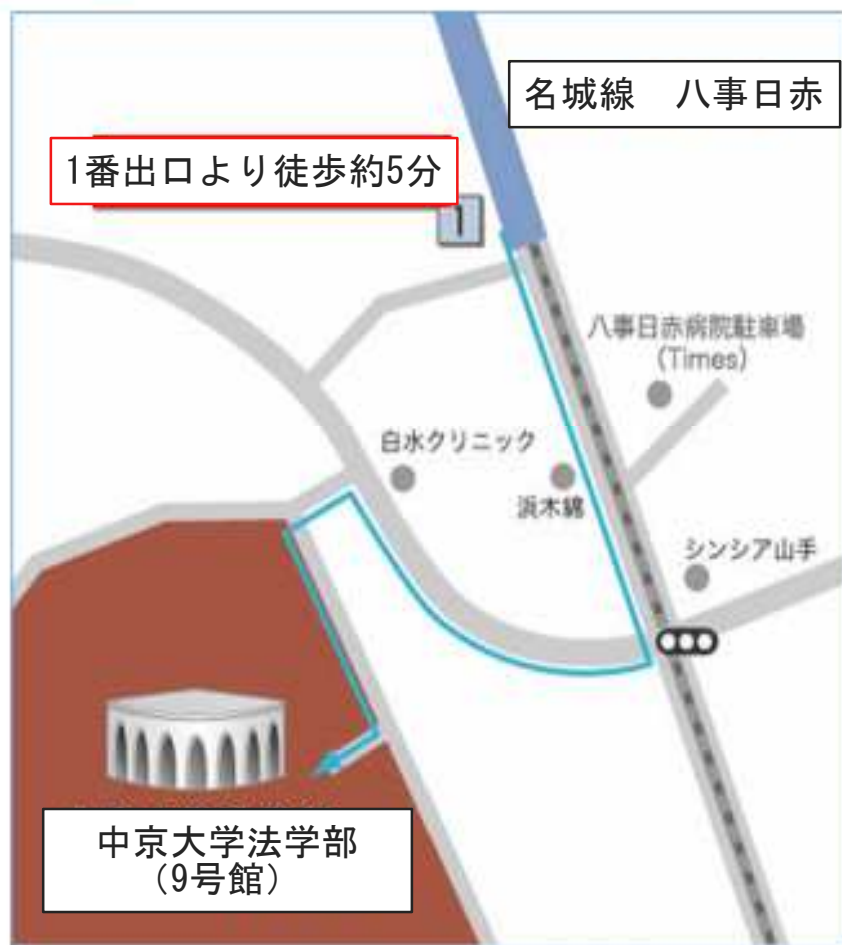 名城線　八事日赤
1番出口より徒歩約5分
1
八事日赤病院駐車場
(Times)
白水クリニック
浜木綿
シンシア山手
中京大学法学部
（9号館）